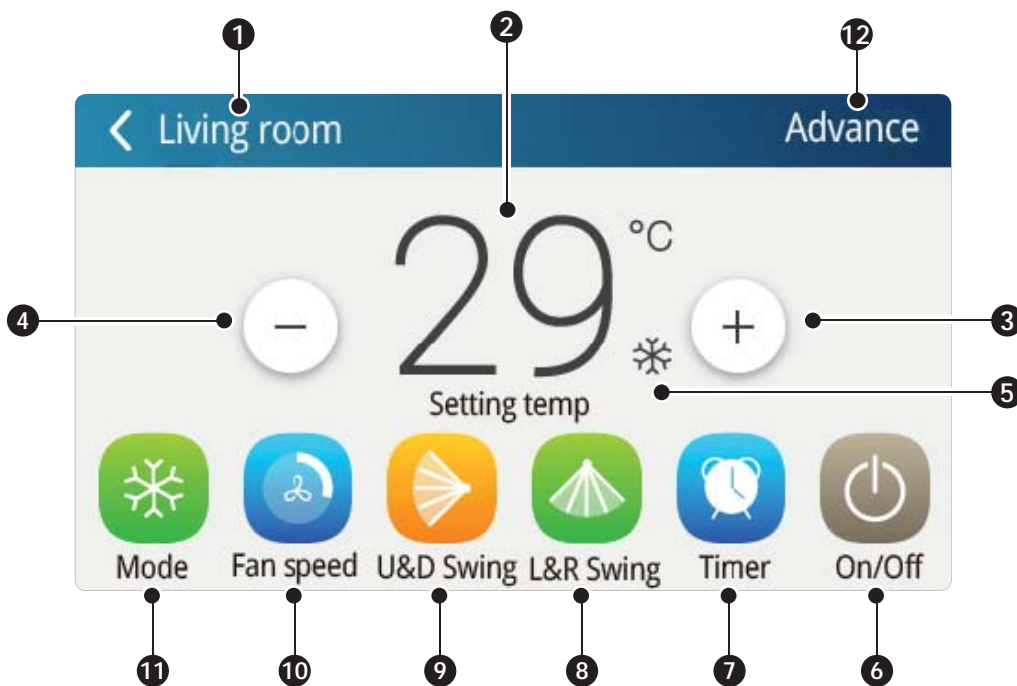 1 2 12
Living room Advance
29 °C
4 − + 3
5
Setting temp
Mode Fan speed U&D Swing L&R Swing Timer On/Off
11 10 9 8 7 6